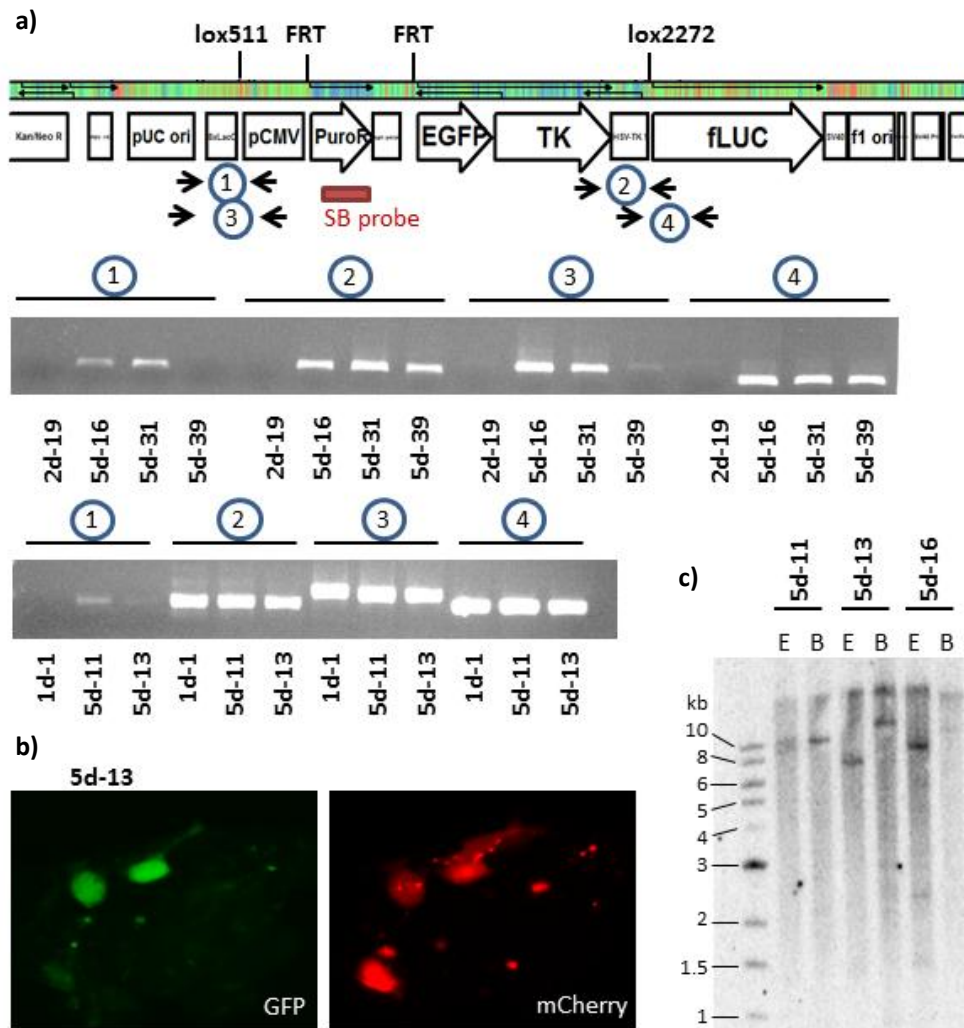 a)
lox511 FRT FRT lox2272
Kan/Neo R pUC ori pCMV PuroR EGFP TK HSV-TK fLUC SV40 f1 ori
1 2
3 4
SB probe
1 2 3 4
2d-19 5d-16 5d-31 5d-39 2d-19 5d-16 5d-31 5d-39 2d-19 5d-16 5d-31 5d-39 2d-19 5d-16 5d-31 5d-39
1 2 3 4
1d-1 5d-11 5d-13 1d-1 5d-11 5d-13 1d-1 5d-11 5d-13 1d-1 5d-11 5d-13
b)
5d-13
GFP mCherry
c)
5d-11 5d-13 5d-16
E B E B E B
kb
10
8
6
5
4
3
2
1.5
1